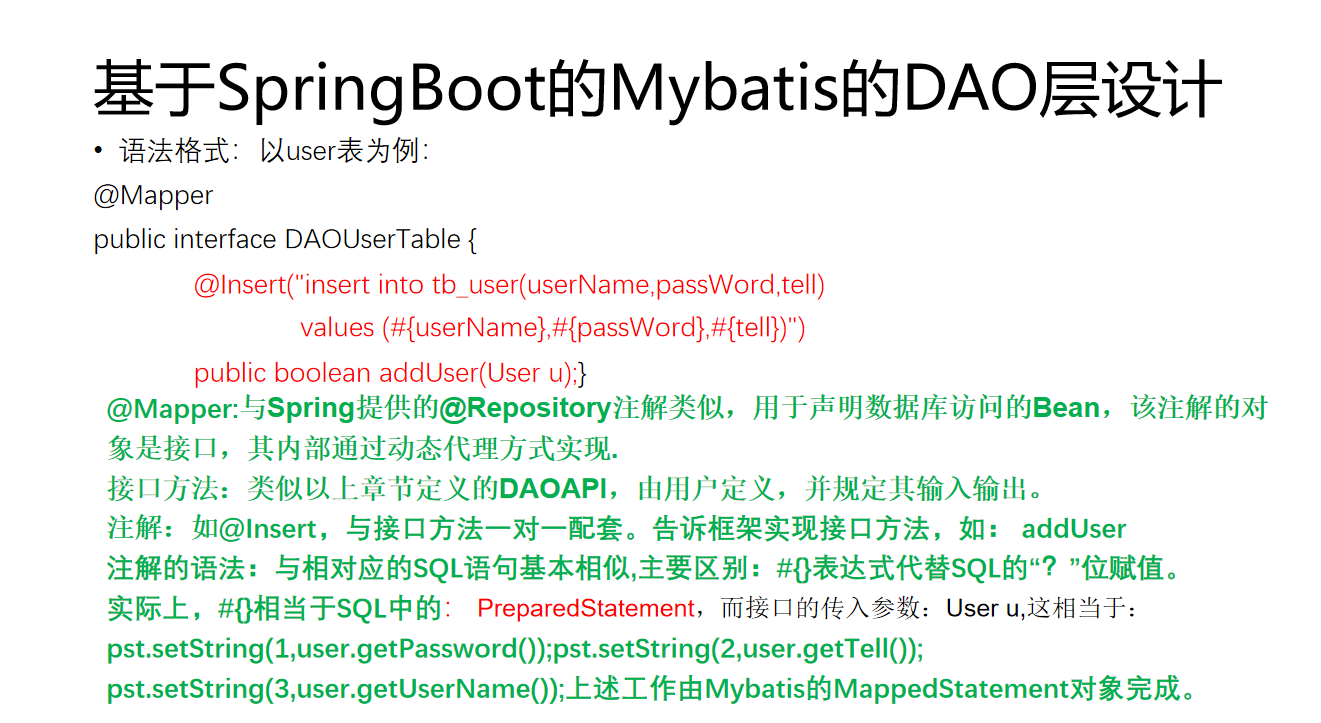 基于SpringBoot的Mybatis的DAO层设计
• 语法格式：以user表为例：
@Mapper
public interface DAOUserTable {
@Insert("insert into tb_user(userName,passWord,tell)
values (#{userName},#{passWord},#{tell})")
public boolean addUser(User u);}
@Mapper:与Spring提供的@Repository注解类似，用于声明数据库访问的Bean，该注解的对
象是接口，其内部通过动态代理方式实现.
接口方法：类似以上章节定义的DAOAPI，由用户定义，并规定其输入输出。
注解：如@Insert，与接口方法一对一配套。告诉框架实现接口方法，如： addUser
注解的语法：与相对应的SQL语句基本相似,主要区别：#{}表达式代替SQL的“？”位赋值。
实际上，#{}相当于SQL中的： PreparedStatement，而接口的传入参数：User u,这相当于：
pst.setString(1,user.getPassword());pst.setString(2,user.getTell());
pst.setString(3,user.getUserName());上述工作由Mybatis的MappedStatement对象完成。